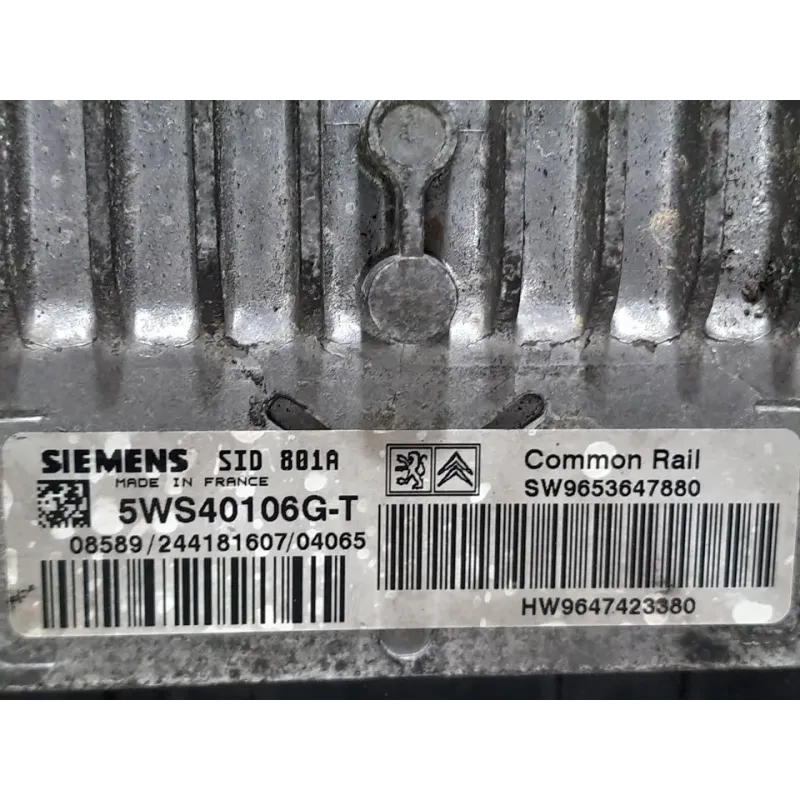 SIEMENS SID 801A
MADE IN FRANCE
5WS40106G-T
08589/244181607/04065
Common Rail
SW9653647880
HW9647423380